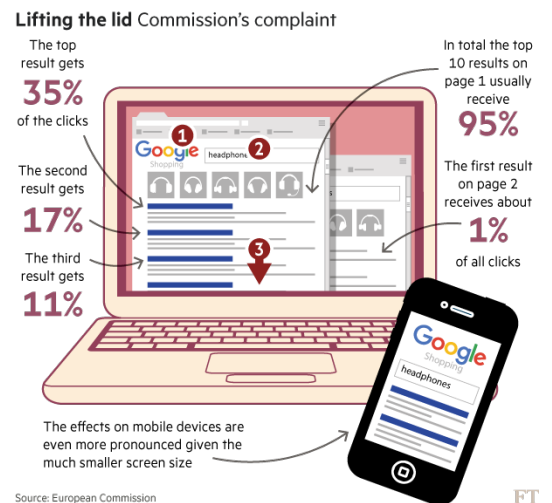 Lifting the lid Commission's complaint
The top
result gets
35%
of the clicks
The second
result gets
17%
The third
result gets
11%
In total the top
10 results on
page 1 usually
receive
95%
The first result
on page 2
receives about
1%
of all clicks
1
Google
Shopping
headphone
2
s
3
Google
Shopping
headphones
The effects on mobile devices are
even more pronounced given the
much smaller screen size
Source: European Commission
FT